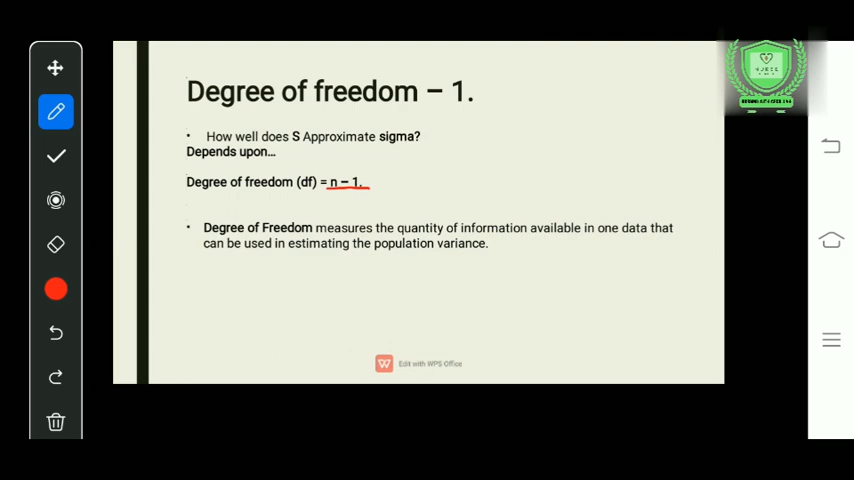 Degree of freedom – 1.
• How well does S Approximate sigma?
Depends upon...
Degree of freedom (df) = n – 1.
• Degree of Freedom measures the quantity of information available in one data that
can be used in estimating the population variance.
Edit with WPS Office